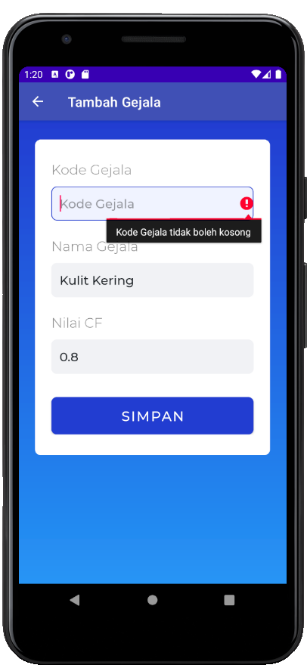 1:20
Tambah Gejala
Kode Gejala
Kode Gejala
Kode Gejala tidak boleh kosong
Nama Gejala
Kulit Kering
Nilai CF
0.8
SIMPAN